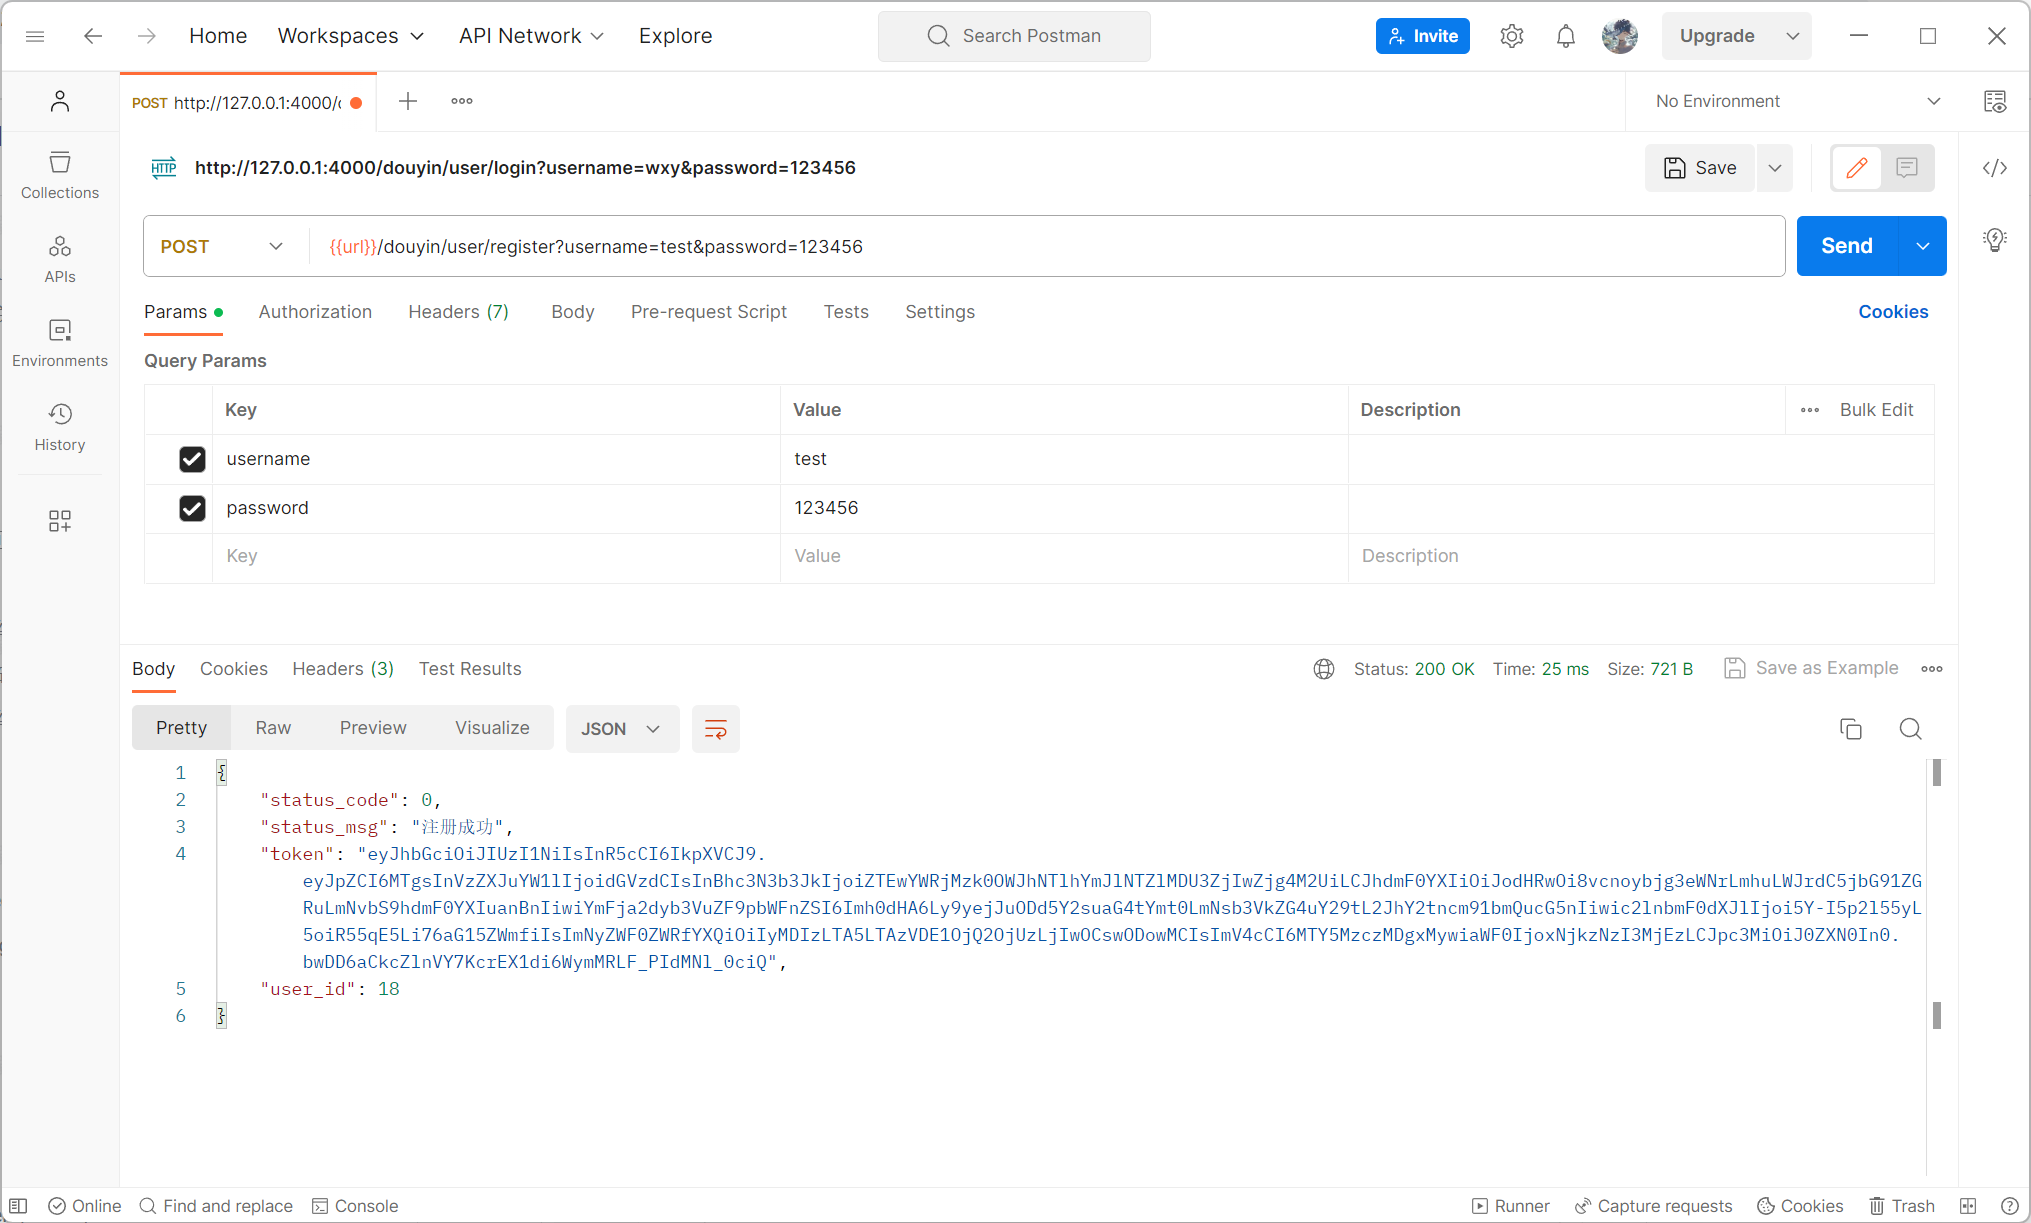 Home Workspaces API Network Explore Search Postman Invite Upgrade
POST http://127.0.0.1:4000/ No Environment
HTTP http://127.0.0.1:4000/douyin/user/login?username=wxy&password=123456 Save
POST {{url}}/douyin/user/register?username=test&password=123456 Send
Params Authorization Headers (7) Body Pre-request Script Tests Settings Cookies
Query Params
Key Value Description Bulk Edit
username test
password 123456
Key Value Description
Collections
APIs
Environments
History
Body Cookies Headers (3) Test Results Status: 200 OK Time: 25 ms Size: 721 B Save as Example
Pretty Raw Preview Visualize JSON
1 {
2 "status_code": 0,
3 "status_msg": "注册成功",
4 "token": "eyJhbGciOiJIUzI1NiIsInR5cCI6IkpXVCJ9.
eyJpZCI6MTgsInVzZXJuYW1lIjoidGVzdCIsInBhc3N3b3JkIjoiZTEwYWRjMzk0OWJhNTlhYmJlNTZlMDU3ZjIwZjg4M2UiLCJhdmF0YXIiOiJodHRwOi8vcnoybjg3eWNrLmhuLWJrdC5jbG91ZG
RuLmNvbS9hdmF0YXIuanBnIiwiYmFja2dyb3VuZF9pbWFnZSI6Imh0dHA6Ly9yejJuODd5Y2suaG4tYmt0LmNsb3VkZG4uY29tL2JhY2tncm91bmQucG5nIiwic2lnbmF0dXJlIjoi5Y-I5p2l55yL
5oiR55qE5Li76aG15ZWmfiIsImNyZWF0ZWRfYXQiOiIyMDIzLTA5LTAzVDE1OjQ2OjUzLjIwOCswODowMCIsImV4cCI6MTY5MzczMDgxMywiaWF0IjoxNjkzNzI3MjEzLCJpc3MiOiJ0ZXN0In0.
bwDD6aCkcZlnVY7KcrEX1di6WymMRLF_PIdMNl_0ciQ",
5 "user_id": 18
6 }
Online Find and replace Console Runner Capture requests Cookies Trash